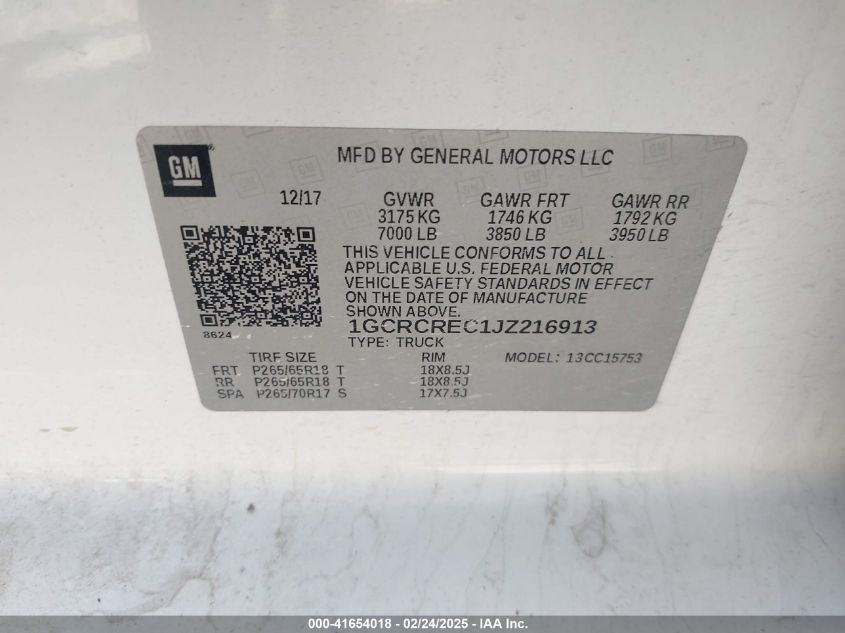 GM
MFD BY GENERAL MOTORS LLC
12/17 GVWR GAWR FRT GAWR RR
3175 KG 1746 KG 1792 KG
7000 LB 3850 LB 3950 LB
THIS VEHICLE CONFORMS TO ALL
APPLICABLE U.S. FEDERAL MOTOR
VEHICLE SAFETY STANDARDS IN EFFECT
ON THE DATE OF MANUFACTURE
SHOWN ABOVE.
1GCRCREC1JZ216913
8624
TYPE: TRUCK
TIRE SIZE RIM MODEL: 13CC15753
FRT P265/65R18 T 18X8.5J
RR P265/65R18 T 18X8.5J
SPA P265/70R17 S 17X7.5J
000-41654018 - 02/24/2025 - IAA Inc.